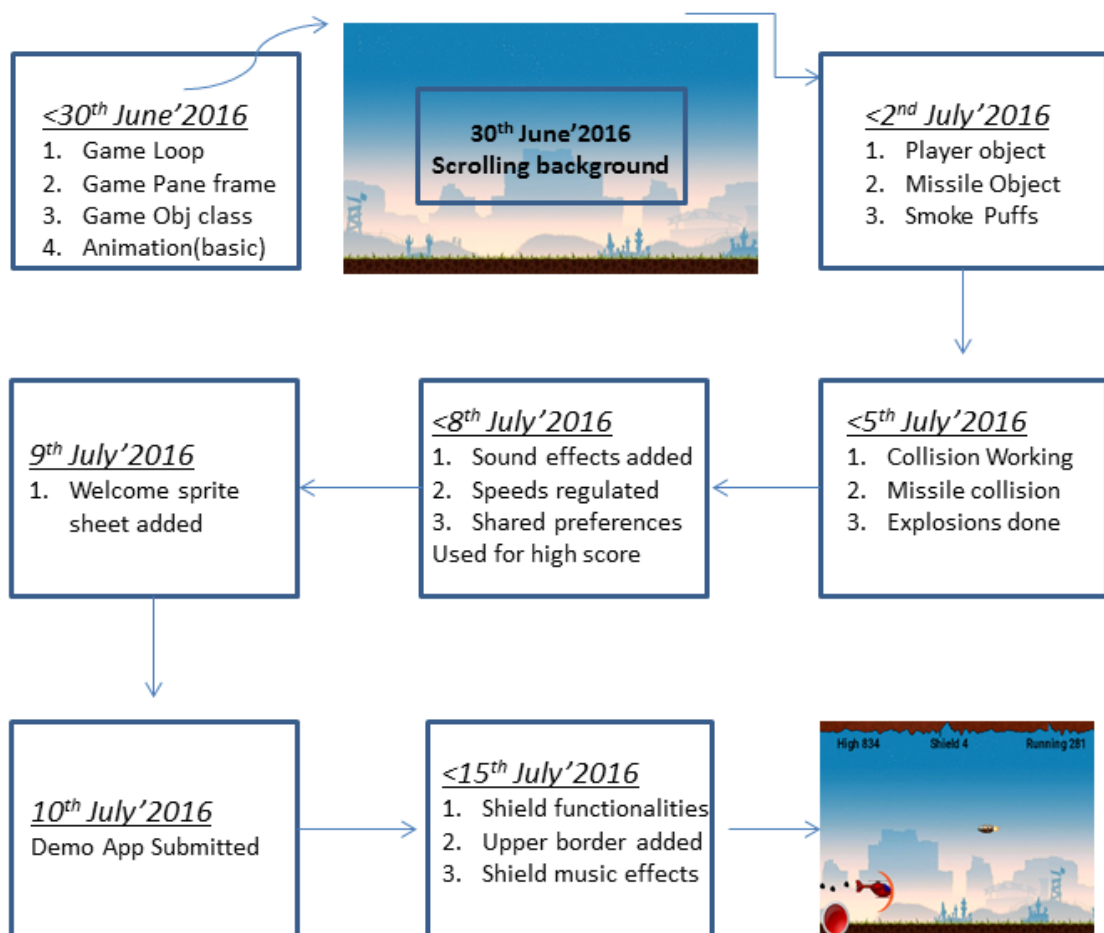 <30th June'2016
1. Game Loop
2. Game Pane frame
3. Game Obj class
4. Animation(basic)
30th June'2016
Scrolling background
<2nd July'2016
1. Player object
2. Missile Object
3. Smoke Puffs
<5th July'2016
1. Collision Working
2. Missile collision
3. Explosions done
<8th July'2016
1. Sound effects added
2. Speeds regulated
3. Shared preferences
Used for high score
9th July'2016
1. Welcome sprite
sheet added
10th July'2016
Demo App Submitted
<15th July'2016
1. Shield functionalities
2. Upper border added
3. Shield music effects
High 834 Shield 4 Running 281